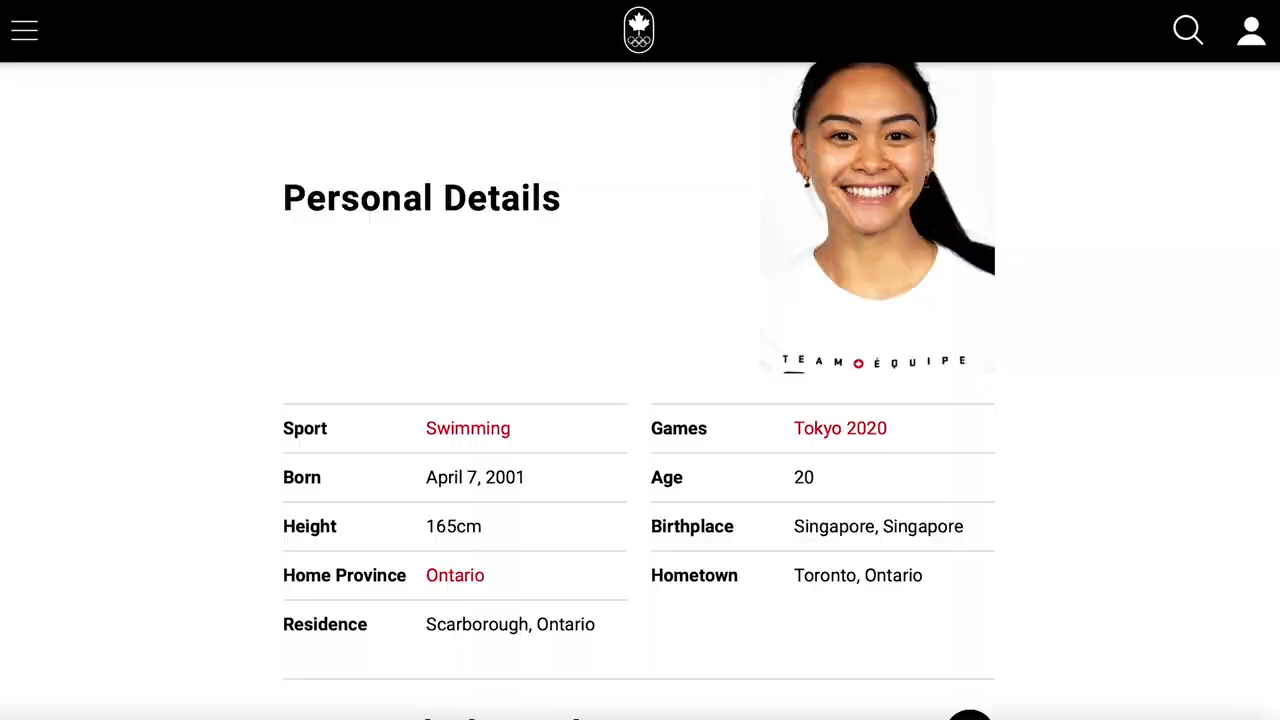 Personal Details
TEAM ÉQUIPE
Sport Swimming
Games Tokyo 2020
Born April 7, 2001
Age 20
Height 165cm
Birthplace Singapore, Singapore
Home Province Ontario
Hometown Toronto, Ontario
Residence Scarborough, Ontario